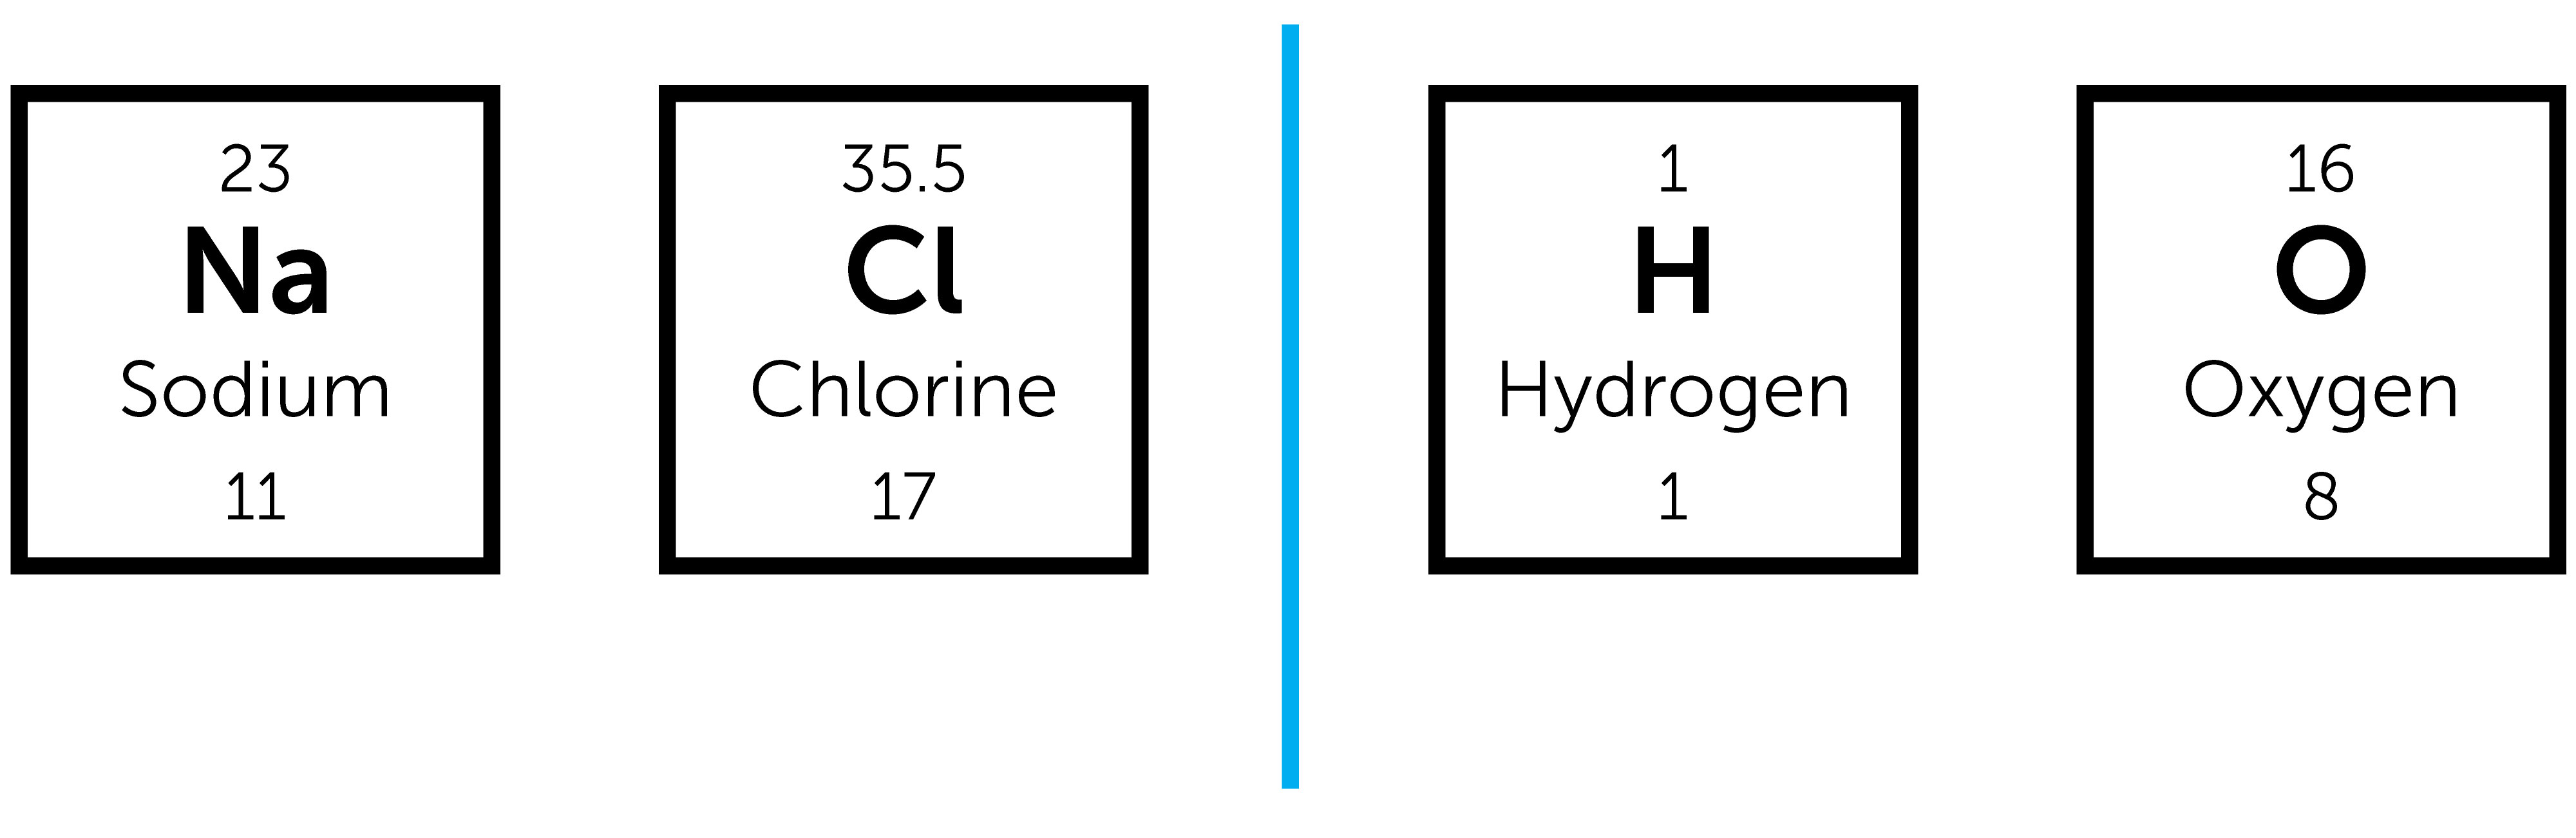 23
Na
Sodium
11
35.5
Cl
Chlorine
17
1
H
Hydrogen
1
16
O
Oxygen
8